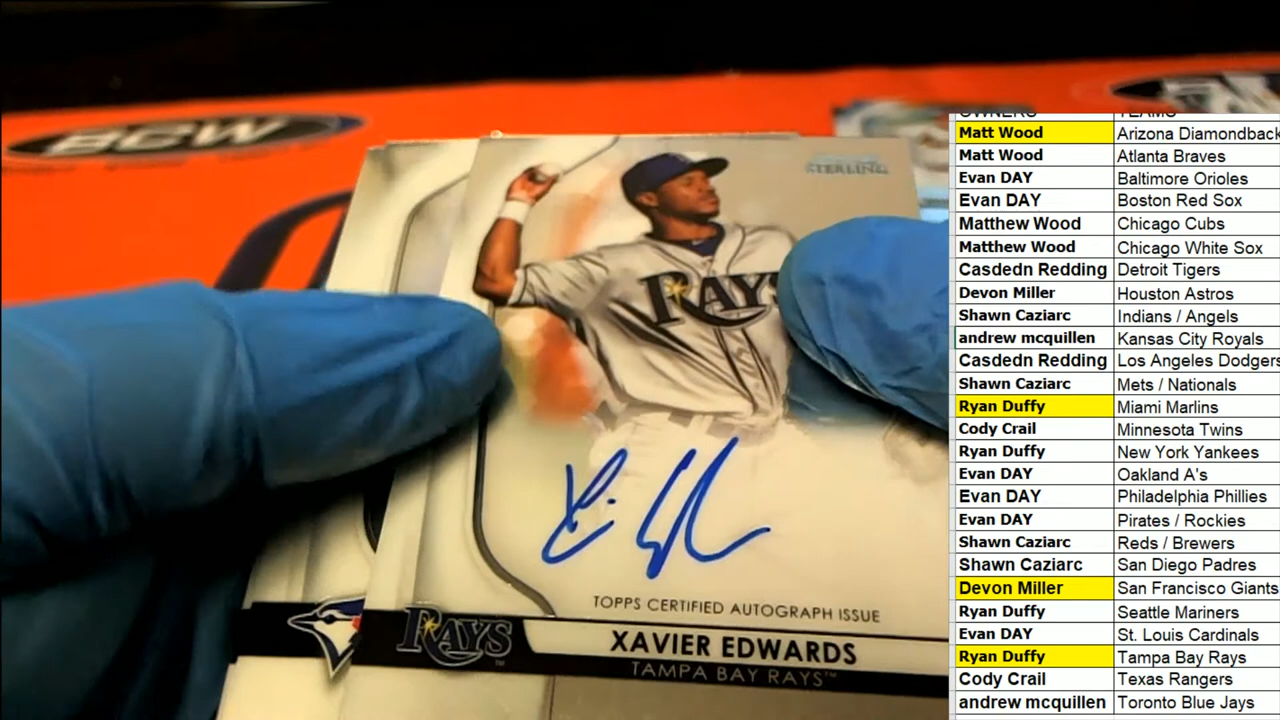 BCW
STERLING
RAYS
TOPPS CERTIFIED AUTOGRAPH ISSUE
RAYS™
XAVIER EDWARDS
TAMPA BAY RAYS™
OWNERS TEAMS
Matt Wood Arizona Diamondback
Matt Wood Atlanta Braves
Evan DAY Baltimore Orioles
Evan DAY Boston Red Sox
Matthew Wood Chicago Cubs
Matthew Wood Chicago White Sox
Casdedn Redding Detroit Tigers
Devon Miller Houston Astros
Shawn Caziarc Indians / Angels
andrew mcquillen Kansas City Royals
Casdedn Redding Los Angeles Dodgers
Shawn Caziarc Mets / Nationals
Ryan Duffy Miami Marlins
Cody Crail Minnesota Twins
Ryan Duffy New York Yankees
Evan DAY Oakland A's
Evan DAY Philadelphia Phillies
Evan DAY Pirates / Rockies
Shawn Caziarc Reds / Brewers
Shawn Caziarc San Diego Padres
Devon Miller San Francisco Giants
Ryan Duffy Seattle Mariners
Evan DAY St. Louis Cardinals
Ryan Duffy Tampa Bay Rays
Cody Crail Texas Rangers
andrew mcquillen Toronto Blue Jays